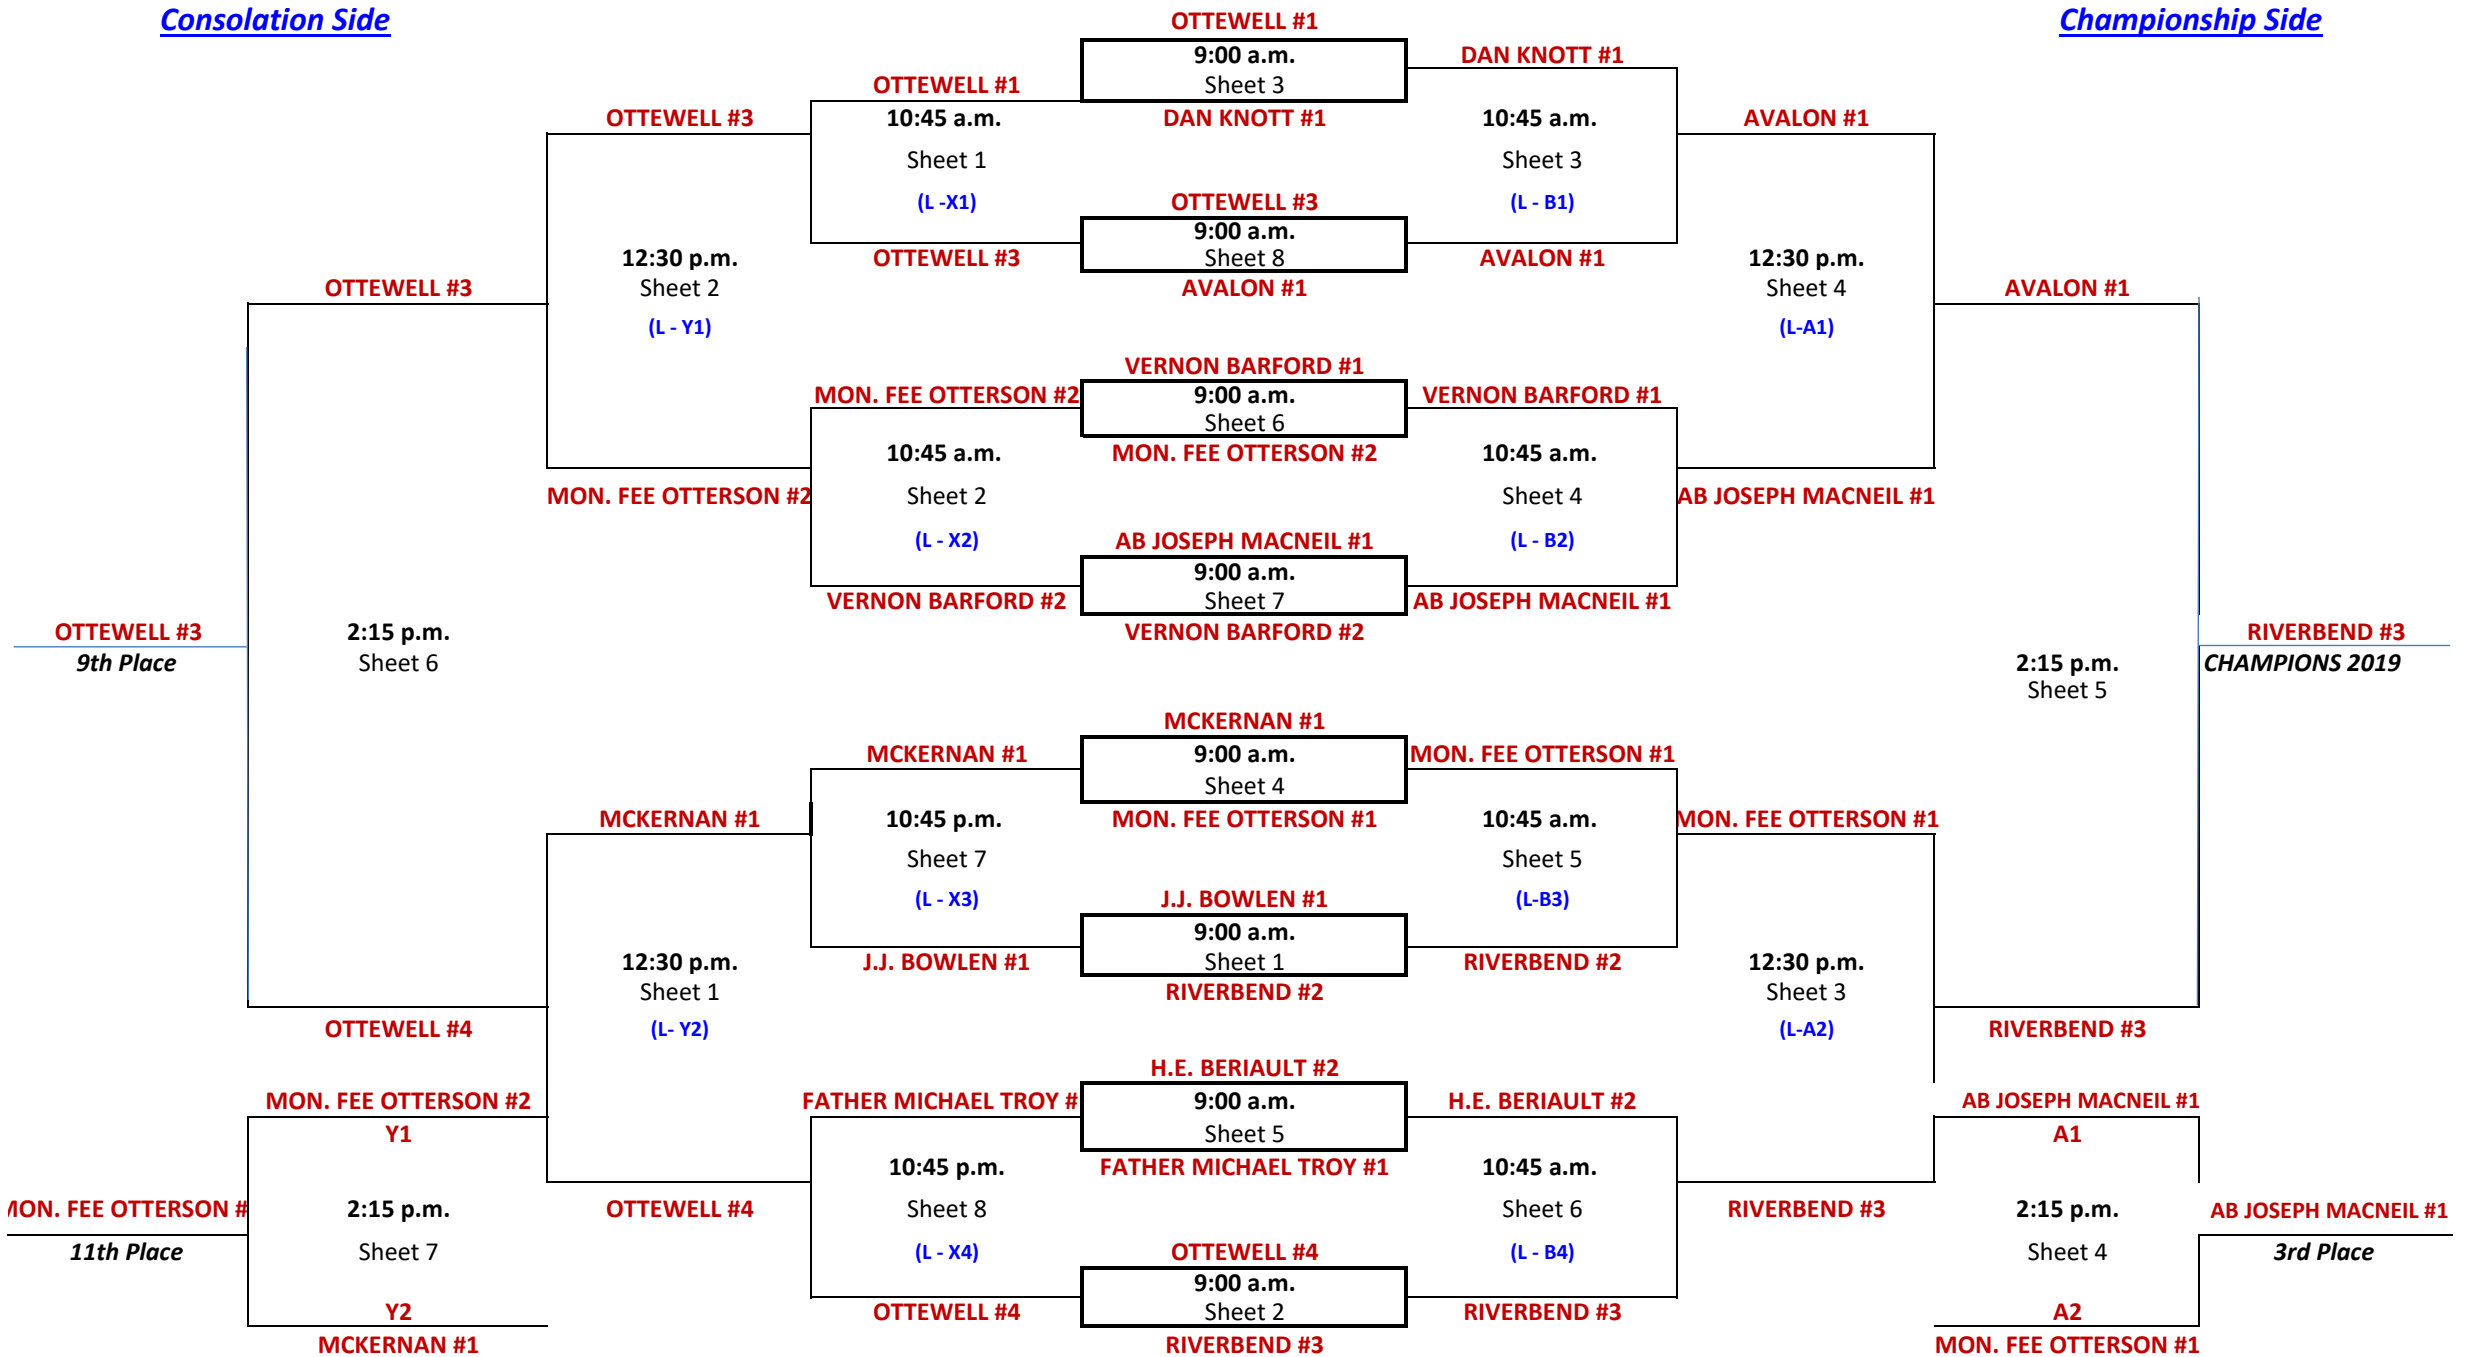 Consolation Side
OTTEWELL #1
Championship Side
9:00 a.m.
Sheet 3
DAN KNOTT #1
DAN KNOTT #1
OTTEWELL #1
OTTEWELL #3
10:45 a.m.
Sheet 1
(L -X1)
10:45 a.m.
Sheet 3
(L - B1)
AVALON #1
OTTEWELL #3
9:00 a.m.
Sheet 8
AVALON #1
OTTEWELL #3
AVALON #1
12:30 p.m.
Sheet 2
(L - Y1)
12:30 p.m.
Sheet 4
(L-A1)
OTTEWELL #3
AVALON #1
VERNON BARFORD #1
9:00 a.m.
Sheet 6
MON. FEE OTTERSON #2
MON. FEE OTTERSON #2
VERNON BARFORD #1
10:45 a.m.
Sheet 2
(L - X2)
10:45 a.m.
Sheet 4
(L - B2)
MON. FEE OTTERSON #2
AB JOSEPH MACNEIL #1
AB JOSEPH MACNEIL #1
9:00 a.m.
Sheet 7
VERNON BARFORD #2
VERNON BARFORD #2
AB JOSEPH MACNEIL #1
OTTEWELL #3
9th Place
2:15 p.m.
Sheet 6
2:15 p.m.
Sheet 5
RIVERBEND #3
CHAMPIONS 2019
MCKERNAN #1
9:00 a.m.
Sheet 4
MON. FEE OTTERSON #1
MCKERNAN #1
MON. FEE OTTERSON #1
MCKERNAN #1
10:45 p.m.
Sheet 7
(L - X3)
10:45 a.m.
Sheet 5
(L-B3)
MON. FEE OTTERSON #1
J.J. BOWLEN #1
9:00 a.m.
Sheet 1
RIVERBEND #2
J.J. BOWLEN #1
RIVERBEND #2
12:30 p.m.
Sheet 1
(L- Y2)
12:30 p.m.
Sheet 3
(L-A2)
OTTEWELL #4
RIVERBEND #3
H.E. BERIAULT #2
9:00 a.m.
Sheet 5
FATHER MICHAEL TROY #1
FATHER MICHAEL TROY #
H.E. BERIAULT #2
MON. FEE OTTERSON #2
Y1
AB JOSEPH MACNEIL #1
A1
10:45 p.m.
Sheet 8
(L - X4)
10:45 a.m.
Sheet 6
(L - B4)
OTTEWELL #4
RIVERBEND #3
MON. FEE OTTERSON #
11th Place
2:15 p.m.
Sheet 7
2:15 p.m.
Sheet 4
AB JOSEPH MACNEIL #1
3rd Place
OTTEWELL #4
9:00 a.m.
Sheet 2
RIVERBEND #3
OTTEWELL #4
RIVERBEND #3
Y2
MCKERNAN #1
A2
MON. FEE OTTERSON #1